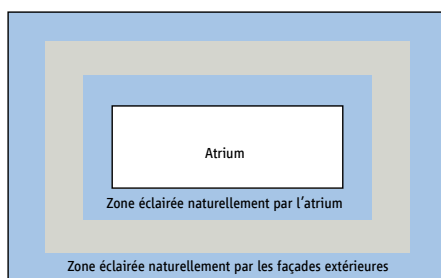 Atrium
Zone éclairée naturellement par l’atrium
Zone éclairée naturellement par les façades extérieures